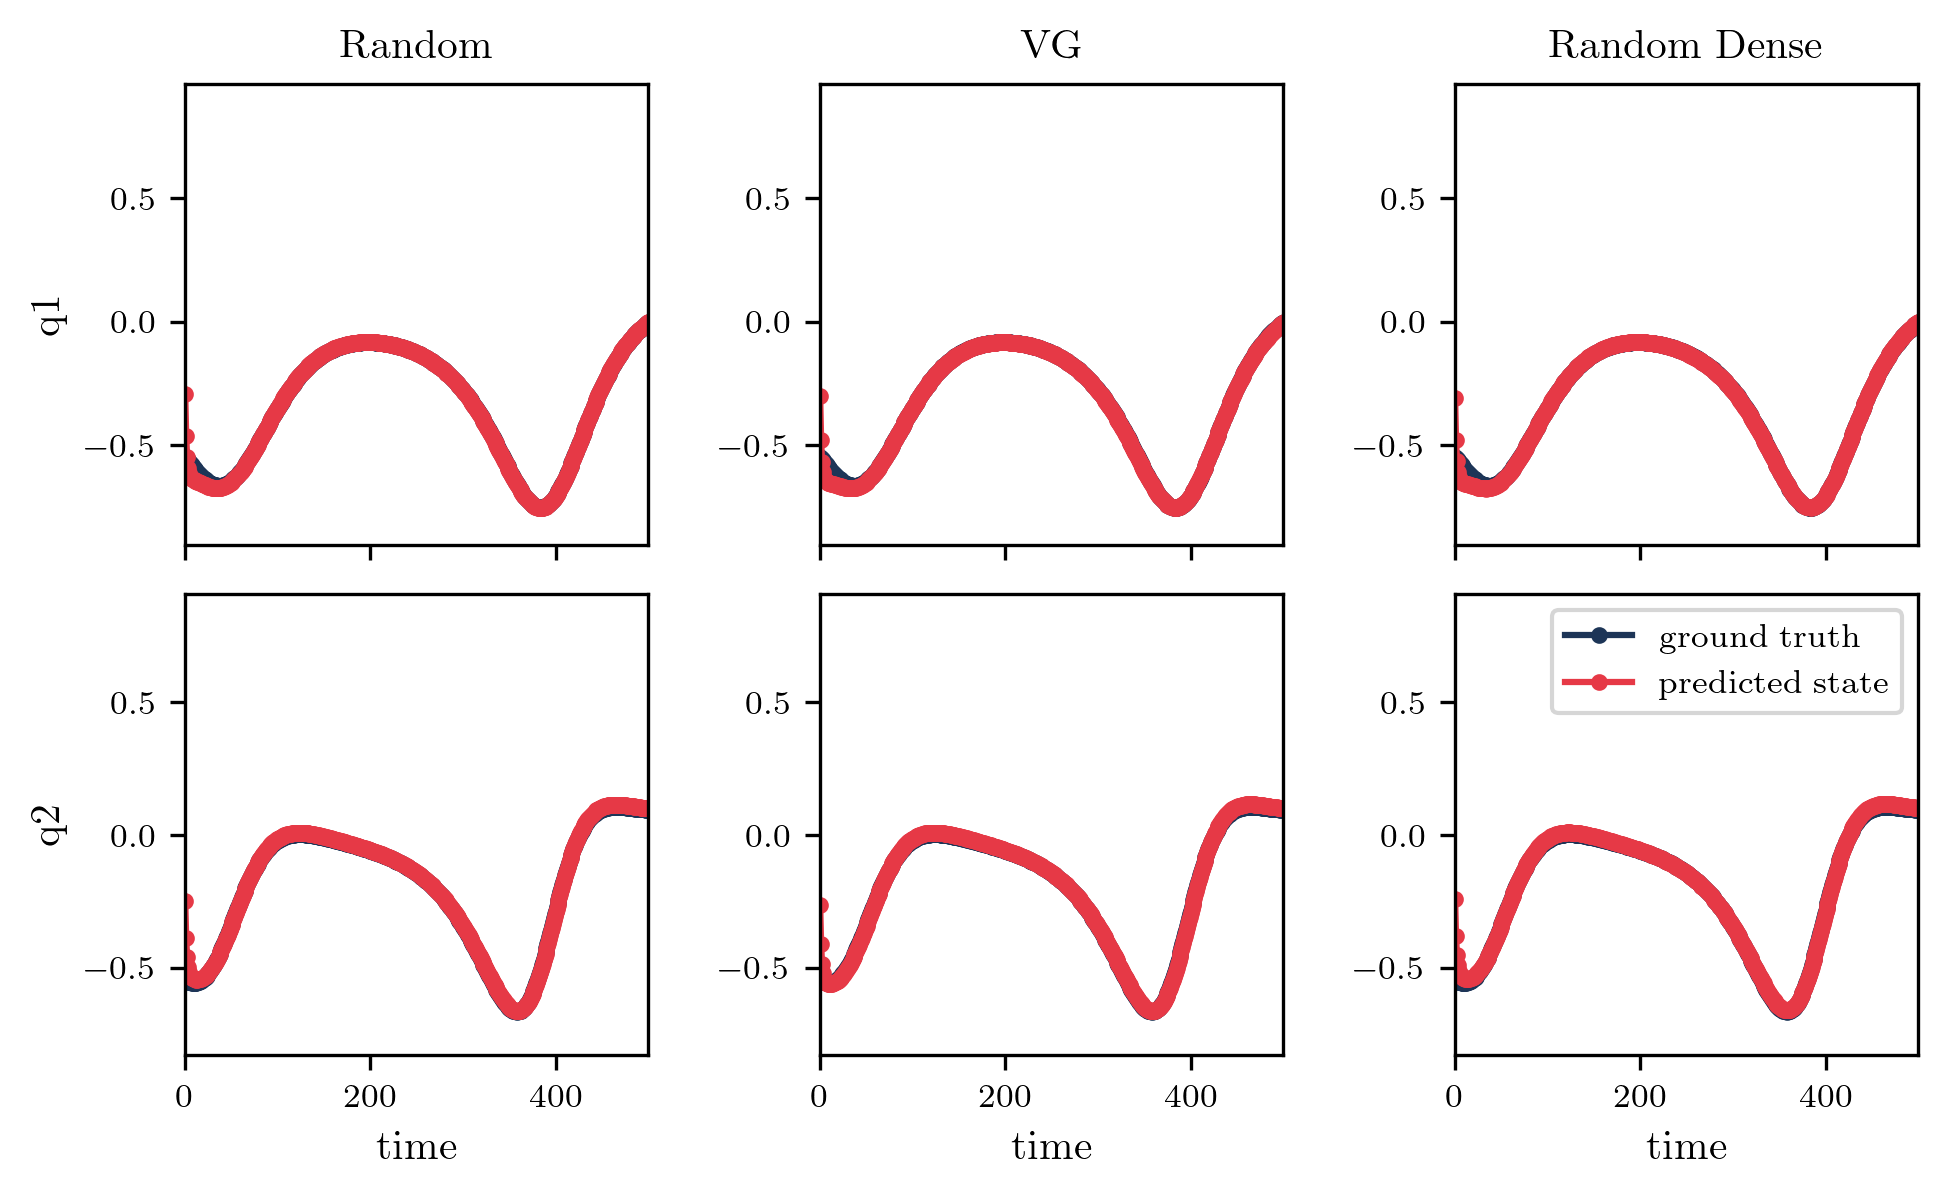 Random VG Random Dense
q1
0.5 0.5 0.5
0.0 0.0 0.0
−0.5 −0.5 −0.5
q2
ground truth
predicted state
0.5 0.5 0.5
0.0 0.0 0.0
−0.5 −0.5 −0.5
0 200 400 0 200 400 0 200 400
time time time